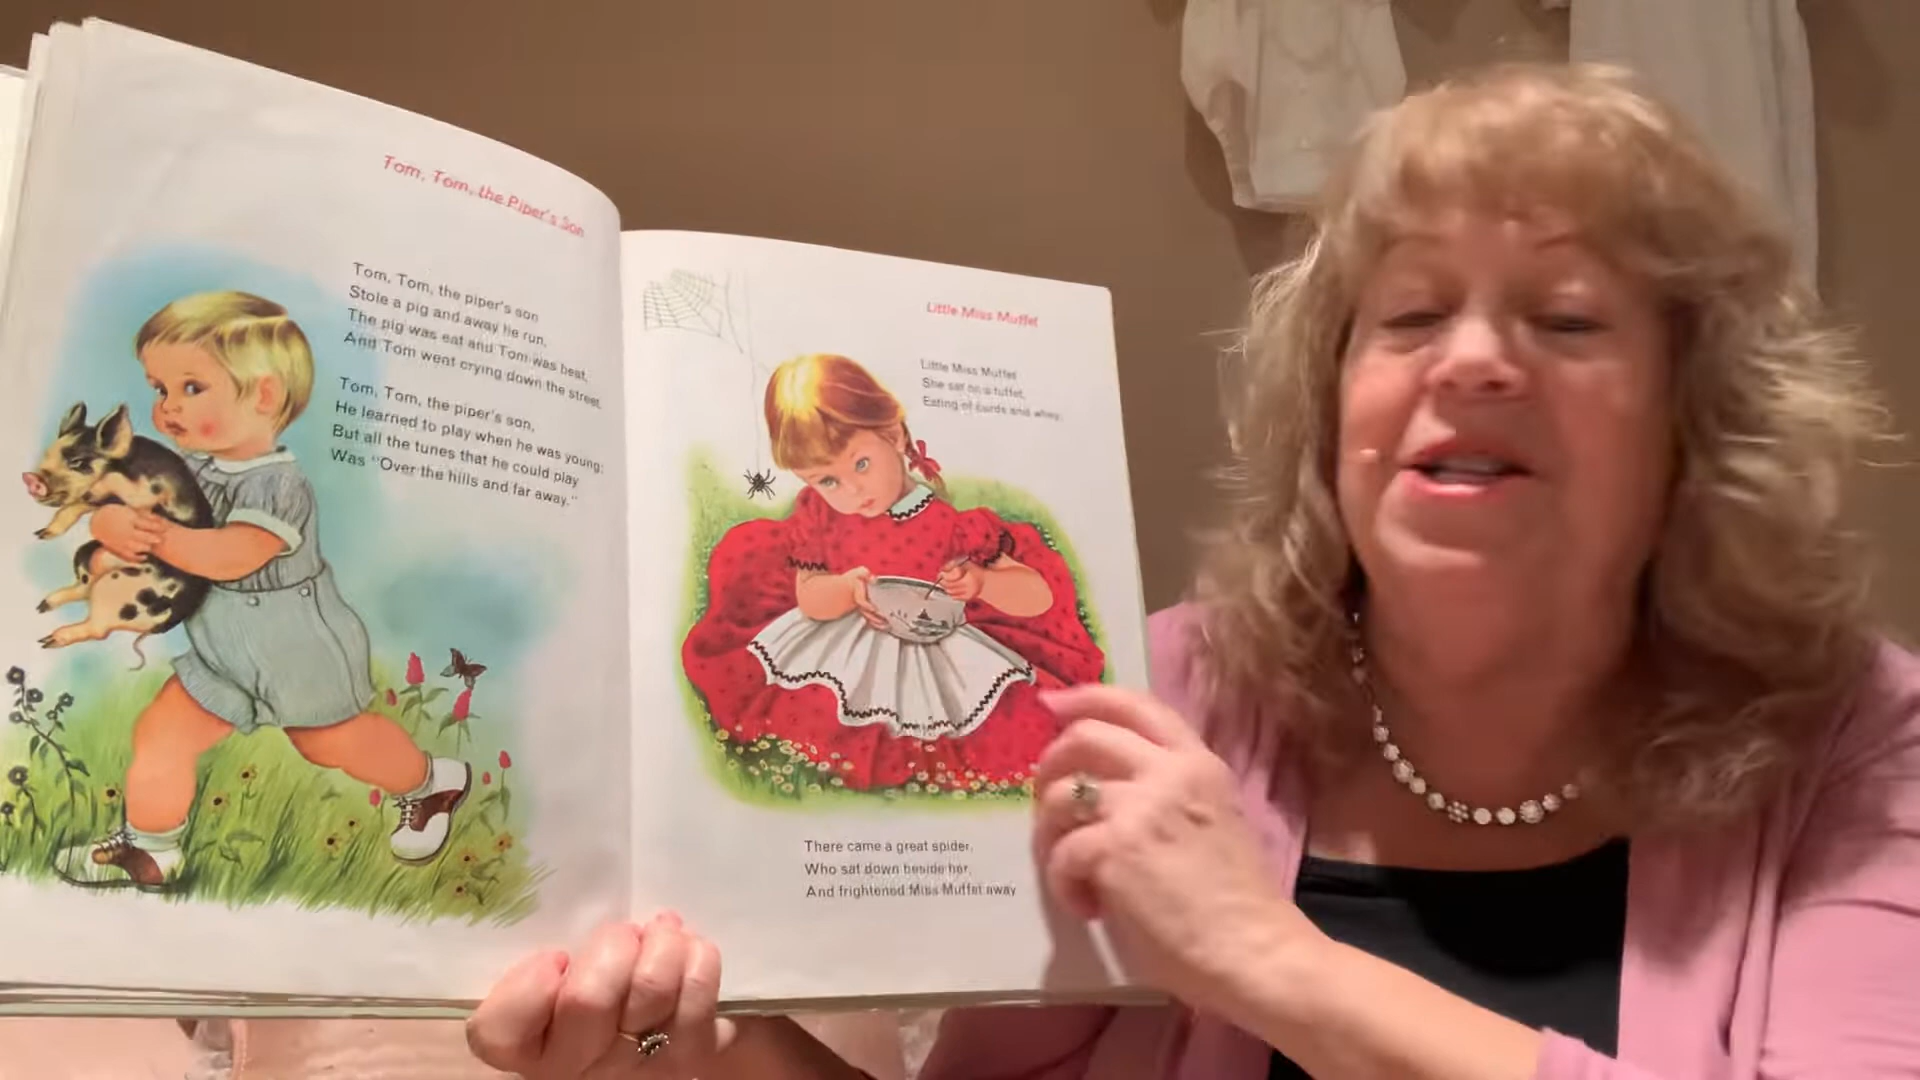 Tom, Tom, the Piper's Son
Tom, Tom, the piper's son
Stole a pig and away he run,
The pig was eat and Tom was beat,
And Tom went crying down the street.
Tom, Tom, the piper's son,
He learned to play when he was young;
But all the tunes that he could play
Was "Over the hills and far away."
Little Miss Muffet
Little Miss Muffet
She sat on a tuffet,
Eating of curds and whey;
There came a great spider,
Who sat down beside her,
And frightened Miss Muffet away